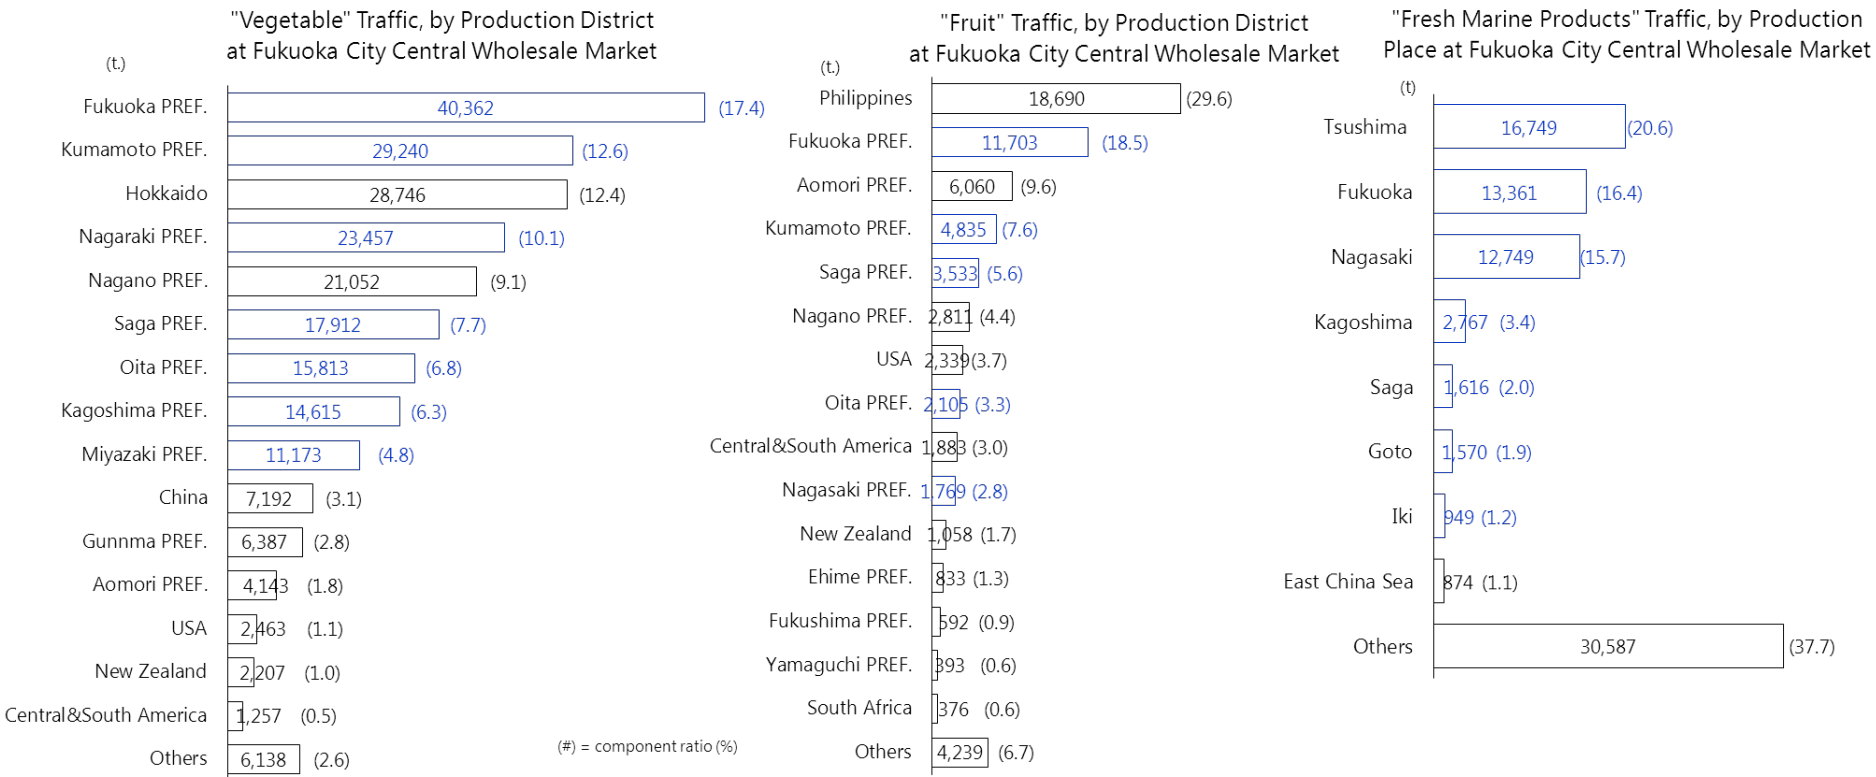 "Vegetable" Traffic, by Production District
at Fukuoka City Central Wholesale Market
(t.)
Fukuoka PREF. 40,362 (17.4)
Kumamoto PREF. 29,240 (12.6)
Hokkaido 28,746 (12.4)
Nagaraki PREF. 23,457 (10.1)
Nagano PREF. 21,052 (9.1)
Saga PREF. 17,912 (7.7)
Oita PREF. 15,813 (6.8)
Kagoshima PREF. 14,615 (6.3)
Miyazaki PREF. 11,173 (4.8)
China 7,192 (3.1)
Gunnma PREF. 6,387 (2.8)
Aomori PREF. 4,143 (1.8)
USA 2,463 (1.1)
New Zealand 2,207 (1.0)
Central&South America 1,257 (0.5)
Others 6,138 (2.6)
(#) = component ratio (%)
"Fruit" Traffic, by Production District
at Fukuoka City Central Wholesale Market
(t.)
Philippines 18,690 (29.6)
Fukuoka PREF. 11,703 (18.5)
Aomori PREF. 6,060 (9.6)
Kumamoto PREF. 4,835 (7.6)
Saga PREF. 3,533 (5.6)
Nagano PREF. 2,811 (4.4)
USA 2,339 (3.7)
Oita PREF. 2,105 (3.3)
Central&South America 1,883 (3.0)
Nagasaki PREF. 1,769 (2.8)
New Zealand 1,058 (1.7)
Ehime PREF. 833 (1.3)
Fukushima PREF. 592 (0.9)
Yamaguchi PREF. 393 (0.6)
South Africa 376 (0.6)
Others 4,239 (6.7)
"Fresh Marine Products" Traffic, by Production
Place at Fukuoka City Central Wholesale Market
(t)
Tsushima 16,749 (20.6)
Fukuoka 13,361 (16.4)
Nagasaki 12,749 (15.7)
Kagoshima 2,767 (3.4)
Saga 1,616 (2.0)
Goto 1,570 (1.9)
Iki 949 (1.2)
East China Sea 874 (1.1)
Others 30,587 (37.7)